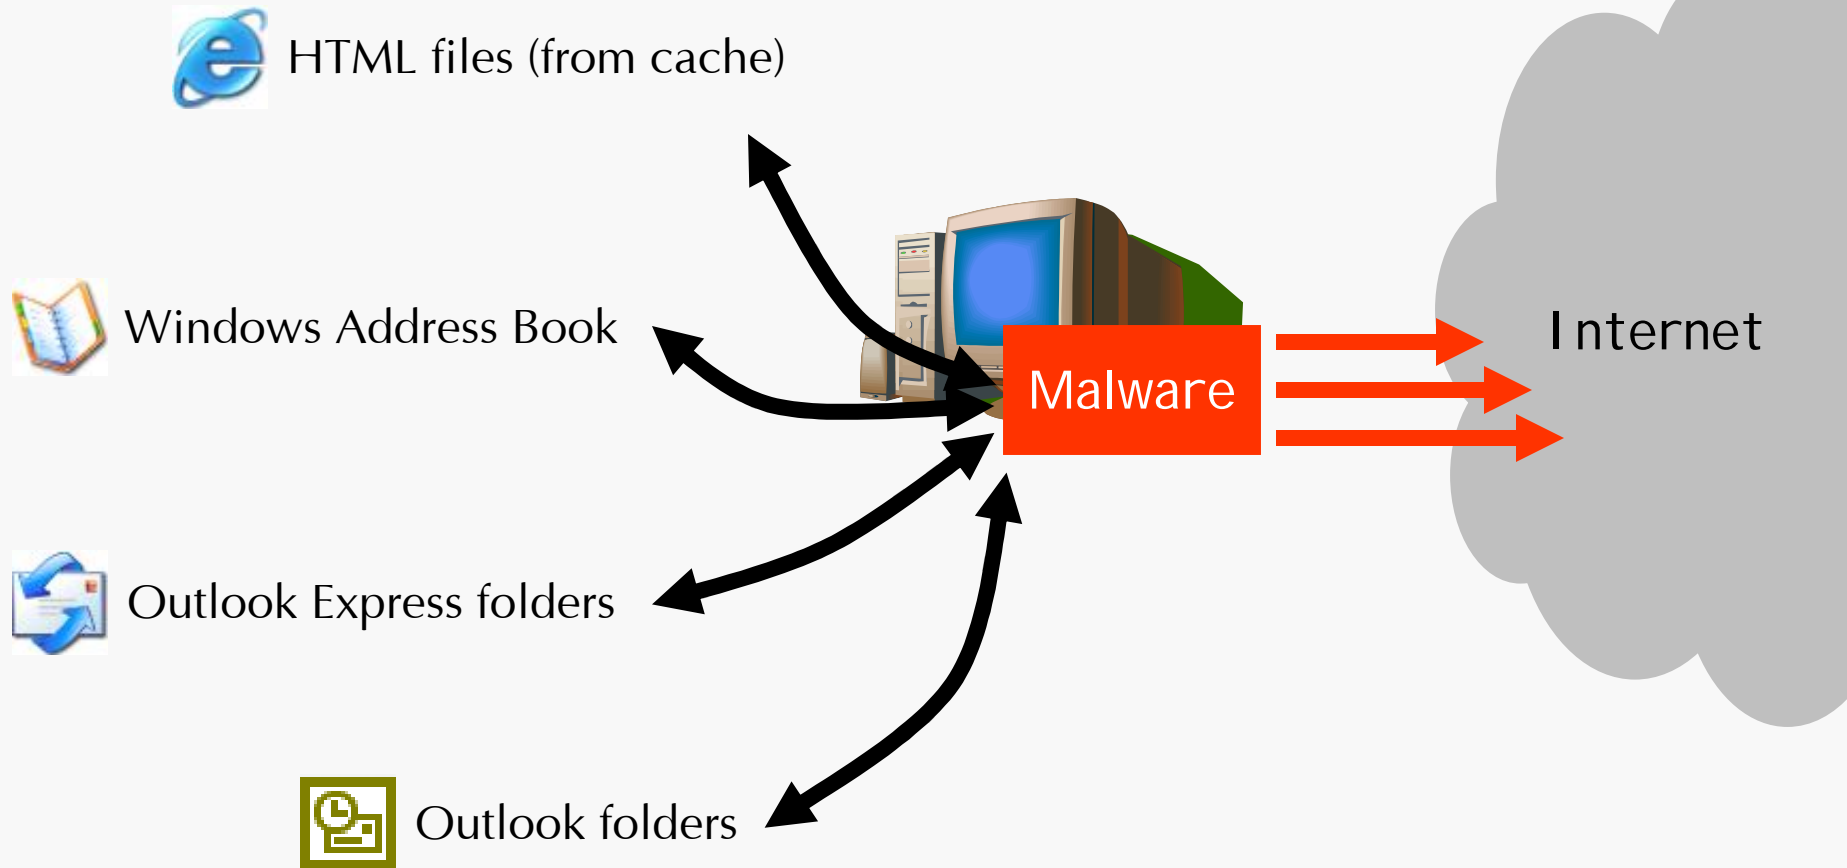 HTML files (from cache)
Windows Address Book
Internet
Malware
Outlook Express folders
Outlook folders